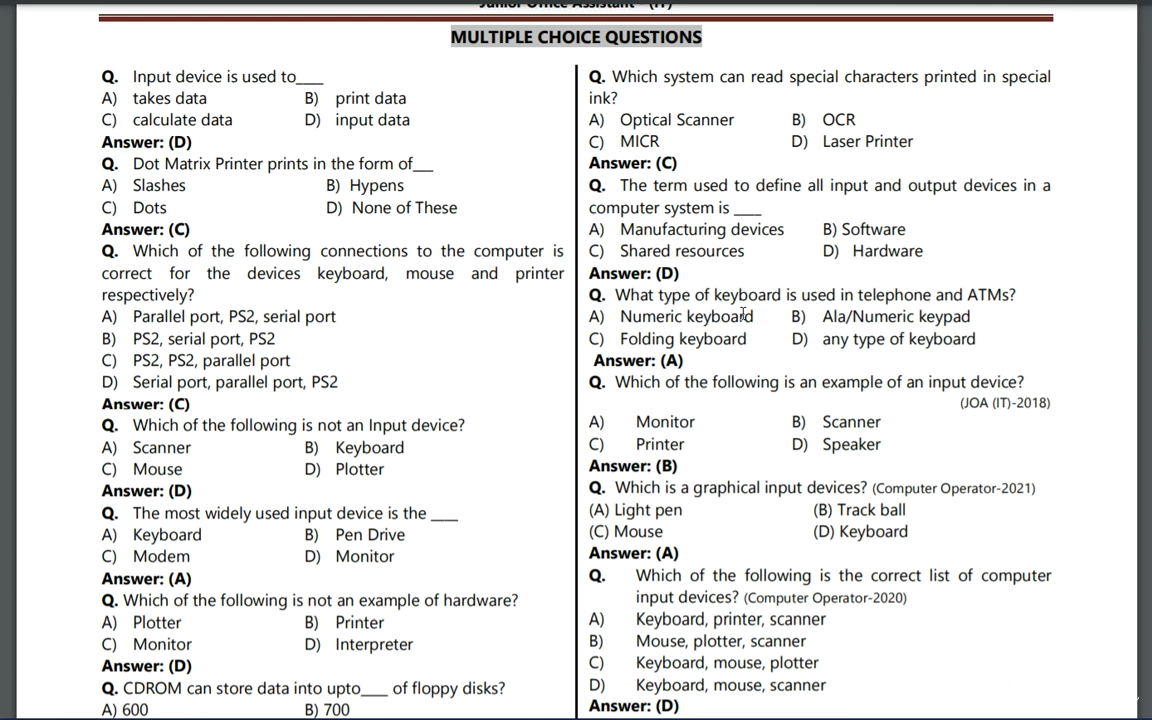 Junior Office Assistant (IT)
MULTIPLE CHOICE QUESTIONS
Q. Input device is used to____
A) takes data B) print data
C) calculate data D) input data
Answer: (D)
Q. Dot Matrix Printer prints in the form of___
A) Slashes B) Hypens
C) Dots D) None of These
Answer: (C)
Q. Which of the following connections to the computer is
correct for the devices keyboard, mouse and printer
respectively?
A) Parallel port, PS2, serial port
B) PS2, serial port, PS2
C) PS2, PS2, parallel port
D) Serial port, parallel port, PS2
Answer: (C)
Q. Which of the following is not an Input device?
A) Scanner B) Keyboard
C) Mouse D) Plotter
Answer: (D)
Q. The most widely used input device is the ____
A) Keyboard B) Pen Drive
C) Modem D) Monitor
Answer: (A)
Q. Which of the following is not an example of hardware?
A) Plotter B) Printer
C) Monitor D) Interpreter
Answer: (D)
Q. CDROM can store data into upto____ of floppy disks?
A) 600 B) 700
Q. Which system can read special characters printed in special
ink?
A) Optical Scanner B) OCR
C) MICR D) Laser Printer
Answer: (C)
Q. The term used to define all input and output devices in a
computer system is ____
A) Manufacturing devices B) Software
C) Shared resources D) Hardware
Answer: (D)
Q. What type of keyboard is used in telephone and ATMs?
A) Numeric keyboard B) Ala/Numeric keypad
C) Folding keyboard D) any type of keyboard
Answer: (A)
Q. Which of the following is an example of an input device?
(JOA (IT)-2018)
A) Monitor B) Scanner
C) Printer D) Speaker
Answer: (B)
Q. Which is a graphical input devices? (Computer Operator-2021)
(A) Light pen (B) Track ball
(C) Mouse (D) Keyboard
Answer: (A)
Q. Which of the following is the correct list of computer
input devices? (Computer Operator-2020)
A) Keyboard, printer, scanner
B) Mouse, plotter, scanner
C) Keyboard, mouse, plotter
D) Keyboard, mouse, scanner
Answer: (D)